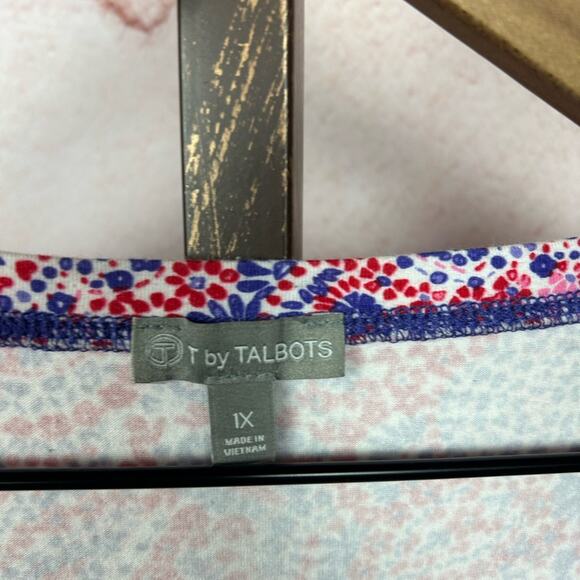 T by TALBOTS
1X
MADE IN
VIETNAM